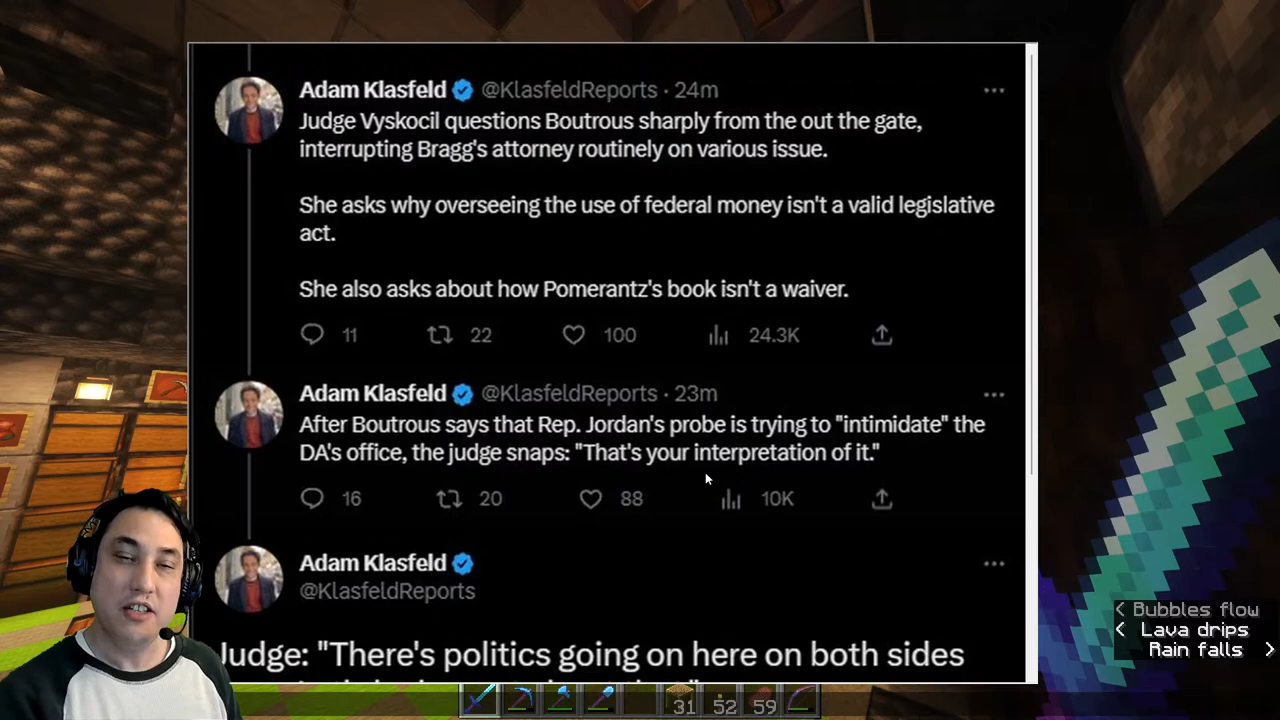 Adam Klasfeld @KlasfeldReports · 24m
Judge Vyskocil questions Boutrous sharply from the out the gate,
interrupting Bragg's attorney routinely on various issue.
She asks why overseeing the use of federal money isn't a valid legislative
act.
She also asks about how Pomerantz's book isn't a waiver.
11 22 100 24.3K
Adam Klasfeld @KlasfeldReports · 23m
After Boutrous says that Rep. Jordan's probe is trying to "intimidate" the
DA's office, the judge snaps: "That's your interpretation of it."
16 20 88 10K
Adam Klasfeld
@KlasfeldReports
Judge: "There's politics going on here on both sides
< Bubbles flow
< Lava drips
Rain falls >
31 52 59